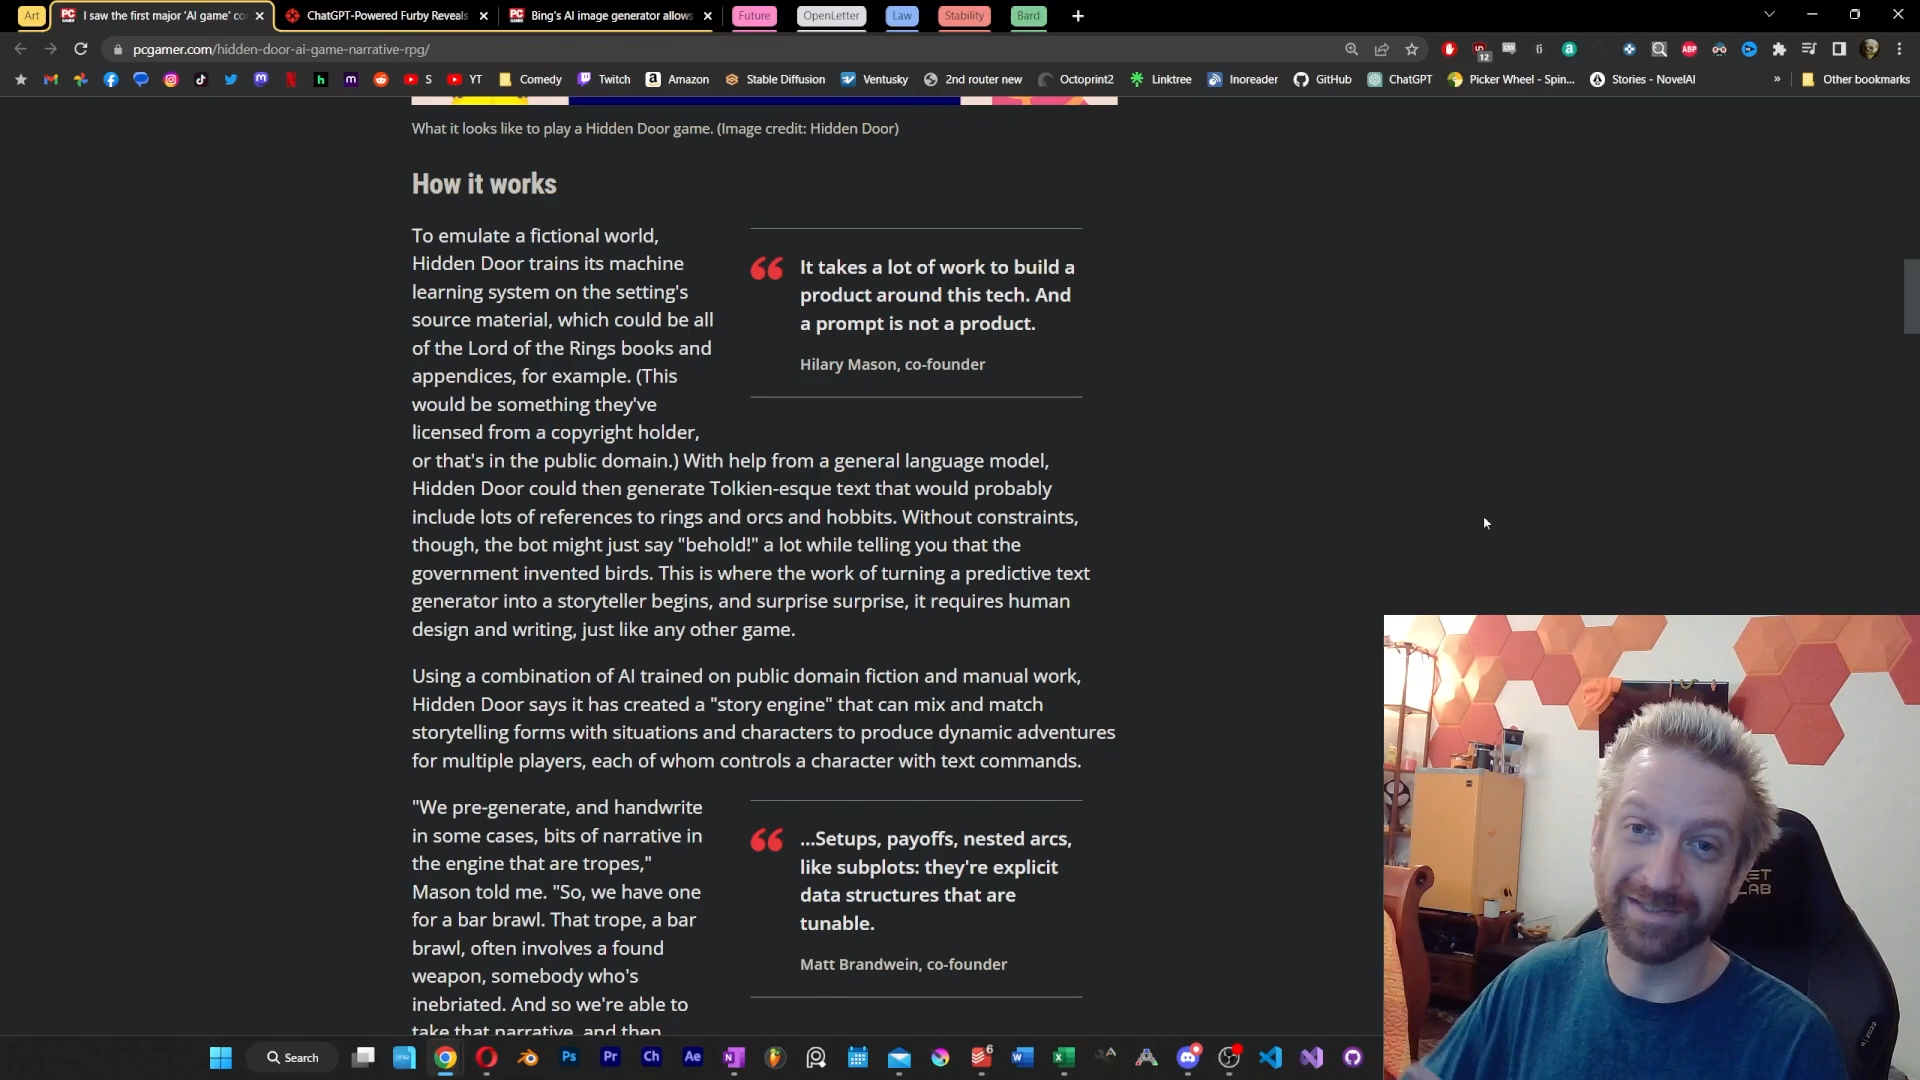 Art
I saw the first major 'AI game' co
ChatGPT-Powered Furby Reveals
Bing's AI image generator allows
Future
OpenLetter
Law
Stability
Bard
pcgamer.com/hidden-door-ai-game-narrative-rpg/
12
ABP
S
YT
Comedy
Twitch
Amazon
Stable Diffusion
Ventusky
2nd router new
Octoprint2
Linktree
Inoreader
GitHub
ChatGPT
Picker Wheel - Spin...
Stories - NovelAI
»
Other bookmarks
What it looks like to play a Hidden Door game. (Image credit: Hidden Door)
How it works
To emulate a fictional world,
Hidden Door trains its machine
learning system on the setting's
source material, which could be all
of the Lord of the Rings books and
appendices, for example. (This
would be something they've
licensed from a copyright holder,
or that's in the public domain.) With help from a general language model,
Hidden Door could then generate Tolkien-esque text that would probably
include lots of references to rings and orcs and hobbits. Without constraints,
though, the bot might just say "behold!" a lot while telling you that the
government invented birds. This is where the work of turning a predictive text
generator into a storyteller begins, and surprise surprise, it requires human
design and writing, just like any other game.
It takes a lot of work to build a
product around this tech. And
a prompt is not a product.
Hilary Mason, co-founder
Using a combination of AI trained on public domain fiction and manual work,
Hidden Door says it has created a "story engine" that can mix and match
storytelling forms with situations and characters to produce dynamic adventures
for multiple players, each of whom controls a character with text commands.
"We pre-generate, and handwrite
in some cases, bits of narrative in
the engine that are tropes,"
Mason told me. "So, we have one
for a bar brawl. That trope, a bar
brawl, often involves a found
weapon, somebody who's
inebriated. And so we're able to
take that narrative, and then
...Setups, payoffs, nested arcs,
like subplots: they're explicit
data structures that are
tunable.
Matt Brandwein, co-founder
Search
Ps
Pr
Ch
Ae
6